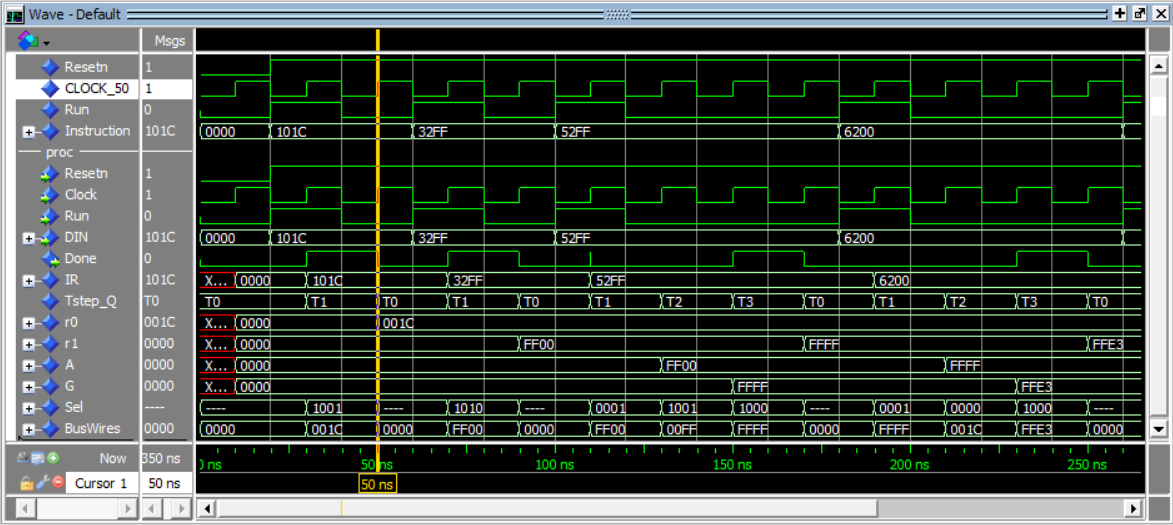 Wave - Default
Msgs
Resetn 1
CLOCK_50 1
Run 0
Instruction 101C 0000 101C 32FF 52FF 6200
proc
Resetn 1
Clock 1
Run 0
DIN 101C 0000 101C 32FF 52FF 6200
Done 0
IR 101C X... 0000 101C 32FF 52FF 6200
Tstep_Q T0 T0 T1 T0 T1 T0 T1 T2 T3 T0 T1 T2 T3 T0
r0 001C X... 0000 001C
r1 0000 X... 0000 FF00 FFFF FFE3
A 0000 X... 0000 FF00 FFFF
G 0000 X... 0000 FFFF FFE3
Sel ---- ---- 1001 ---- 1010 ---- 0001 1001 1000 ---- 0001 0000 1000 ----
BusWires 0000 0000 001C 0000 FF00 0000 FF00 00FF FFFF 0000 FFFF 001C FFE3 0000
Now 350 ns ns 50 ns 100 ns 150 ns 200 ns 250 ns
Cursor 1 50 ns 50 ns